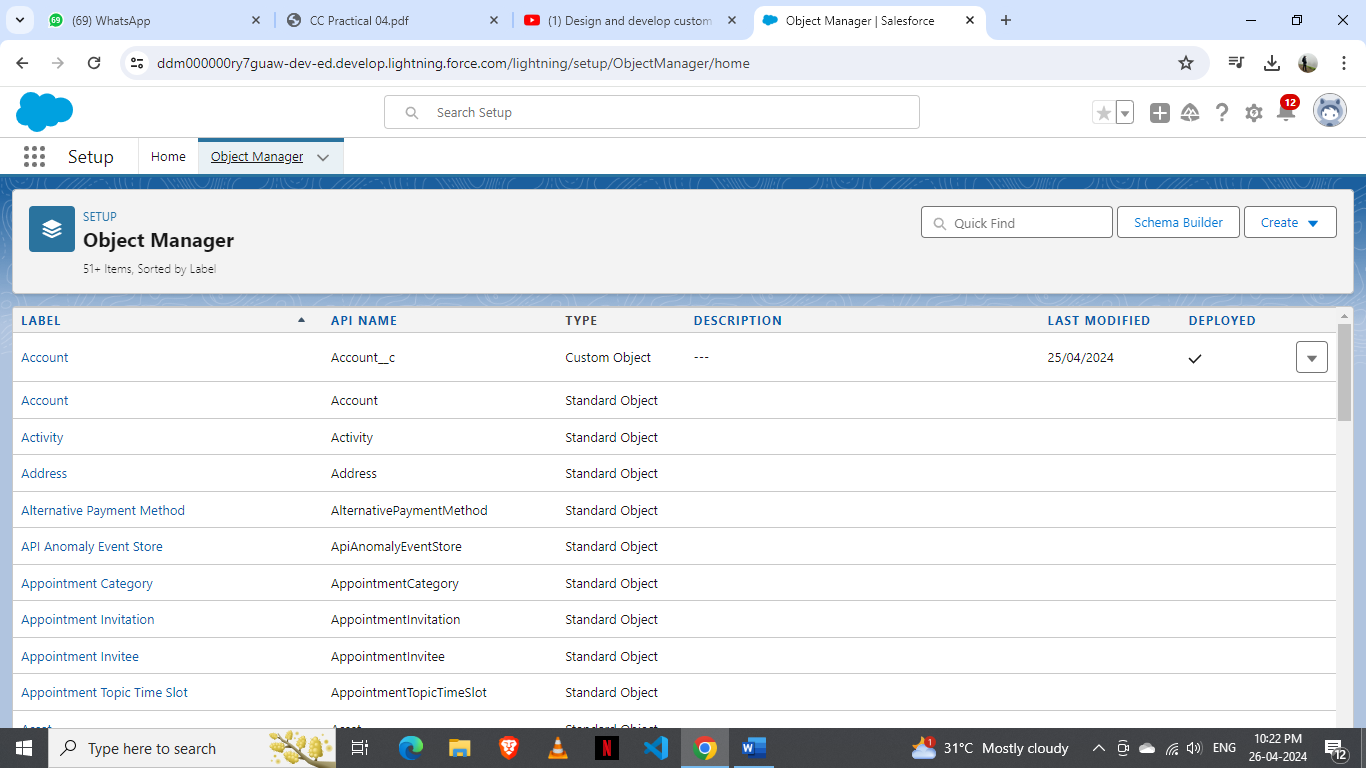 69 (69) WhatsApp
CC Practical 04.pdf
(1) Design and develop custom
Object Manager | Salesforce
ddm000000ry7guaw-dev-ed.develop.lightning.force.com/lightning/setup/ObjectManager/home
Search Setup
12
Setup
Home
Object Manager
SETUP
Object Manager
51+ Items, Sorted by Label
Quick Find
Schema Builder
Create
LABEL API NAME TYPE DESCRIPTION LAST MODIFIED DEPLOYED
Account Account__c Custom Object --- 25/04/2024
Account Account Standard Object
Activity Activity Standard Object
Address Address Standard Object
Alternative Payment Method AlternativePaymentMethod Standard Object
API Anomaly Event Store ApiAnomalyEventStore Standard Object
Appointment Category AppointmentCategory Standard Object
Appointment Invitation AppointmentInvitation Standard Object
Appointment Invitee AppointmentInvitee Standard Object
Appointment Topic Time Slot AppointmentTopicTimeSlot Standard Object
Asset Asset Standard Object
Type here to search
N
W
1
31°C Mostly cloudy
ENG
10:22 PM
26-04-2024
12